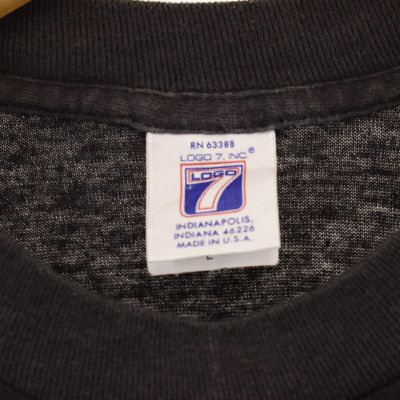 RN 63388
LOGO 7, INC.®
LOGO
7
INDIANAPOLIS,
INDIANA 46226
MADE IN U.S.A.
L